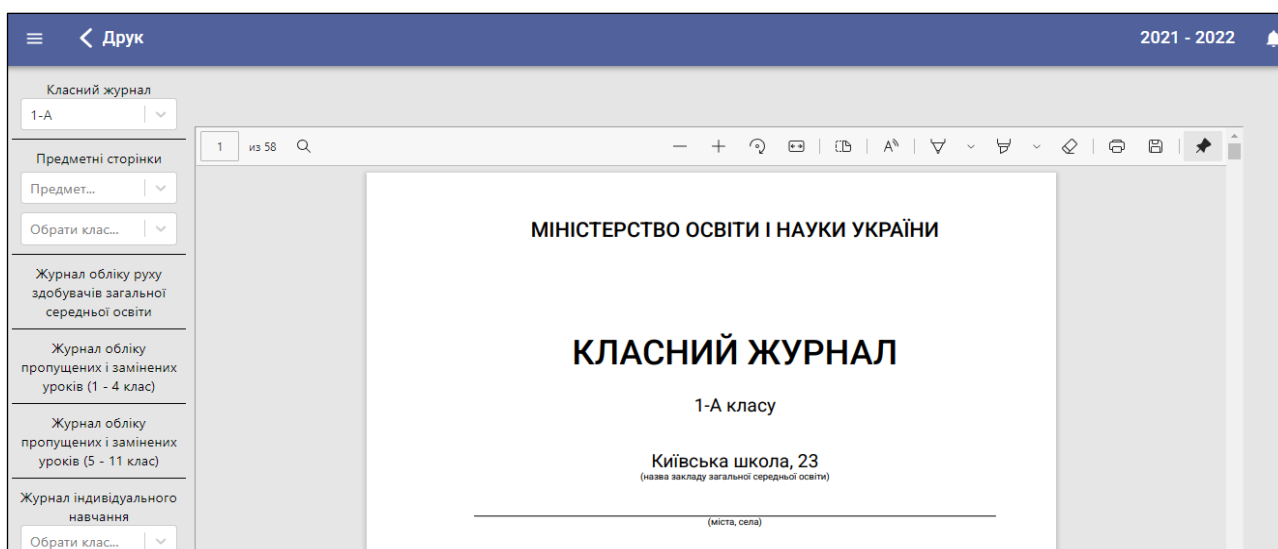 Друк
2021 - 2022
Класний журнал
1-А
Предметні сторінки
Предмет...
Обрати клас...
Журнал обліку руху
здобувачів загальної
середньої освіти
Журнал обліку
пропущених і замінених
уроків (1 - 4 клас)
Журнал обліку
пропущених і замінених
уроків (5 - 11 клас)
Журнал індивідуального
навчання
Обрати клас...
1 из 58
МІНІСТЕРСТВО ОСВІТИ І НАУКИ УКРАЇНИ
КЛАСНИЙ ЖУРНАЛ
1-А класу
Київська школа, 23
(назва закладу загальної середньої освіти)
(міста, села)